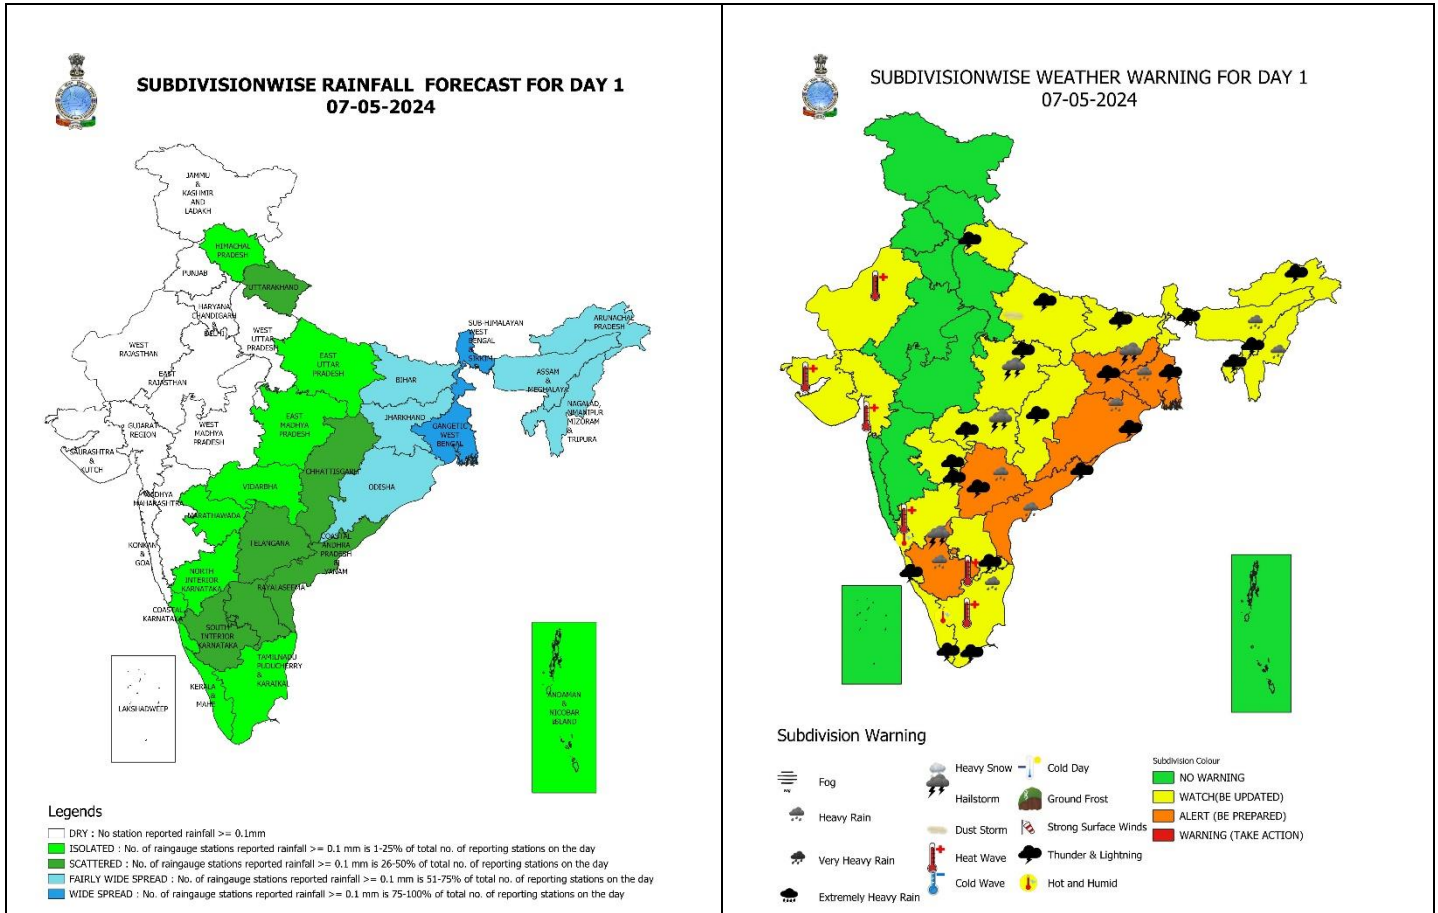 SUBDIVISIONWISE RAINFALL FORECAST FOR DAY 1
07-05-2024
JAMMU
&
KASHMIR
AND
LADAKH
HIMACHAL
PRADESH
PUNJAB
UTTARAKHAND
HARYANA
CHANDIGARH
&
DELHI
WEST
UTTAR
PRADESH
WEST
RAJASTHAN
EAST
RAJASTHAN
EAST
UTTAR
PRADESH
BIHAR
SUB-HIMALAYAN
WEST
BENGAL
&
SIKKIM
ARUNACHAL
PRADESH
ASSAM
&
MEGHALAYA
NAGALAD,
NMANIPUR
MIZORAM
&
TRIPURA
JHARKHAND
GANGETIC
WEST
BENGAL
GUJARAT
REGION
SAURASHTRA
&
KUTCH
WEST
MADHYA
PRADESH
EAST
MADHYA
PRADESH
CHHATTISGARH
ODISHA
VIDARBHA
MADHYA
MAHARASHTRA
MARATHAWADA
KONKAN
&
GOA
TELANGANA
COASTAL
ANDHRA
PRADESH
&
YANAM
NORTH
INTERIOR
KARNATAKA
RAYALASEEMA
COASTAL
KARNATAKA
SOUTH
INTERIOR
KARNATAKA
TAMILNADU
PUDUCHERRY
&
KARAIKAL
KERALA
&
MAHE
LAKSHADWEEP
ANDAMAN
&
NICOBAR
ISLAND
Legends
DRY : No station reported rainfall >= 0.1mm
ISOLATED : No. of raingauge stations reported rainfall >= 0.1 mm is 1-25% of total no. of reporting stations on the day
SCATTERED : No. of raingauge stations reported rainfall >= 0.1 mm is 26-50% of total no. of reporting stations on the day
FAIRLY WIDE SPREAD : No. of raingauge stations reported rainfall >= 0.1 mm is 51-75% of total no. of reporting stations on the day
WIDE SPREAD : No. of raingauge stations reported rainfall >= 0.1 mm is 75-100% of total no. of reporting stations on the day
SUBDIVISIONWISE WEATHER WARNING FOR DAY 1
07-05-2024
Subdivision Warning
Fog
Heavy Rain
Very Heavy Rain
Extremely Heavy Rain
Heavy Snow
Hailstorm
Dust Storm
Heat Wave
Cold Wave
Cold Day
Ground Frost
Strong Surface Winds
Thunder & Lightning
Hot and Humid
Subdivision Colour
NO WARNING
WATCH(BE UPDATED)
ALERT (BE PREPARED)
WARNING (TAKE ACTION)